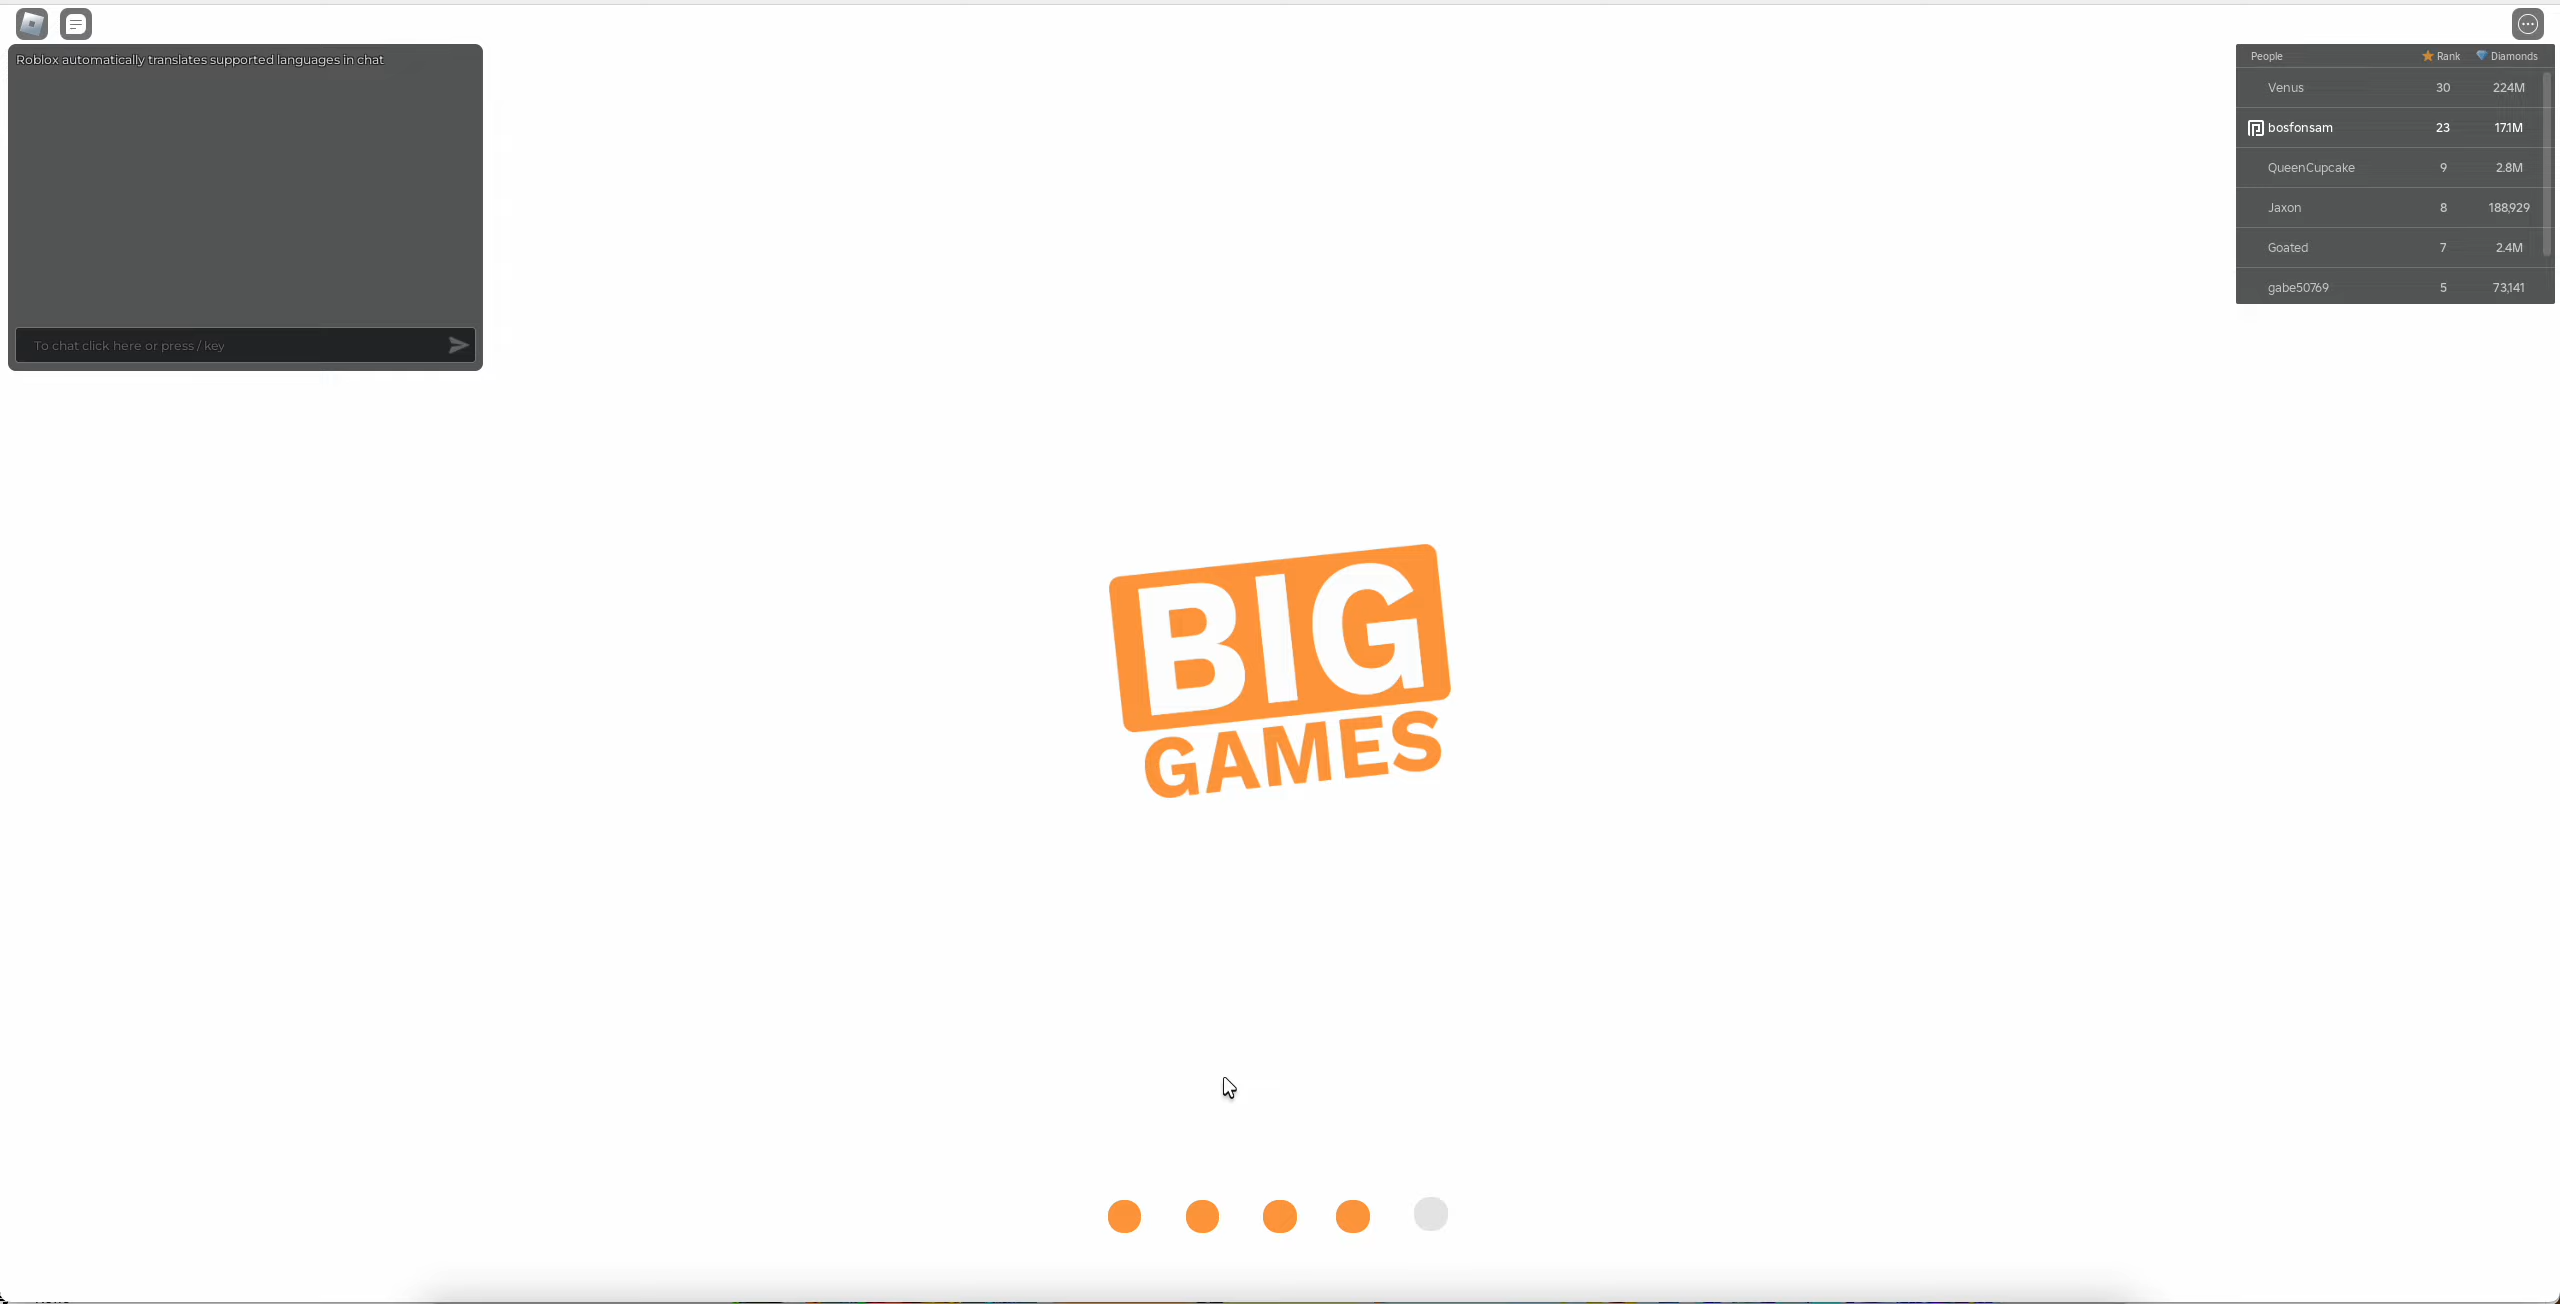 Roblox automatically translates supported languages in chat
To chat click here or press / key
People Rank Diamonds
Venus 30 224M
bosfonsam 23 17.1M
QueenCupcake 9 2.8M
Jaxon 8 188,929
Goated 7 2.4M
gabe50769 5 73,141
BIG
GAMES